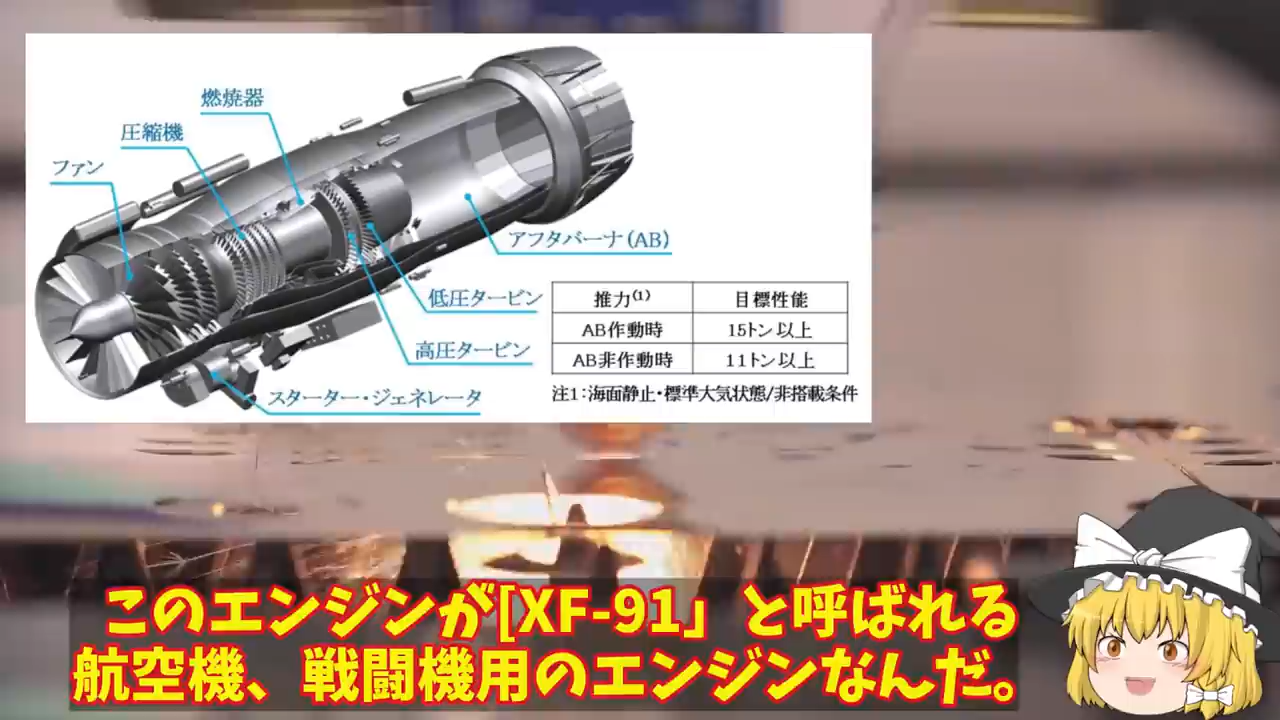 燃焼器
圧縮機
ファン
アフタバーナ(AB)
低圧タービン
高圧タービン
スターター・ジェネレータ
推力(1) 目標性能
AB作動時 15トン以上
AB非作動時 11トン以上
注1:海面静止・標準大気状態/非搭載条件
このエンジンが[XF-91」と呼ばれる
航空機、戦闘機用のエンジンなんだ。